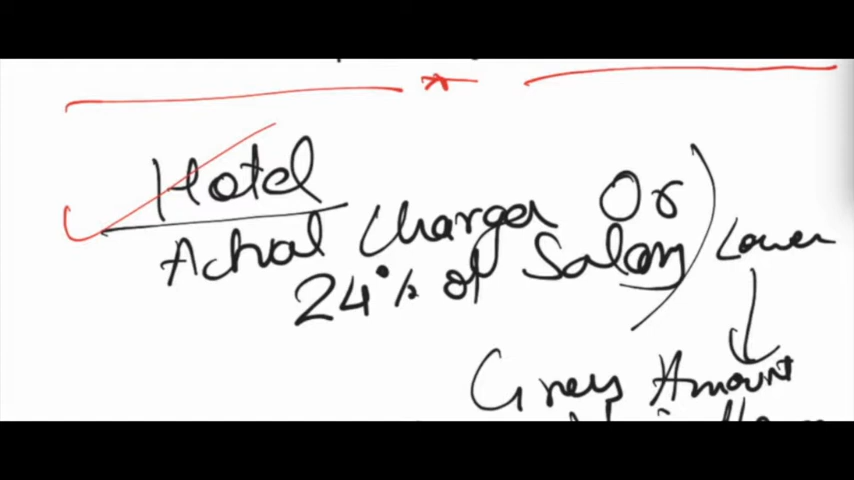 Hotel
Actual Charges Or
24% of Salary
Lower
Gross Amount